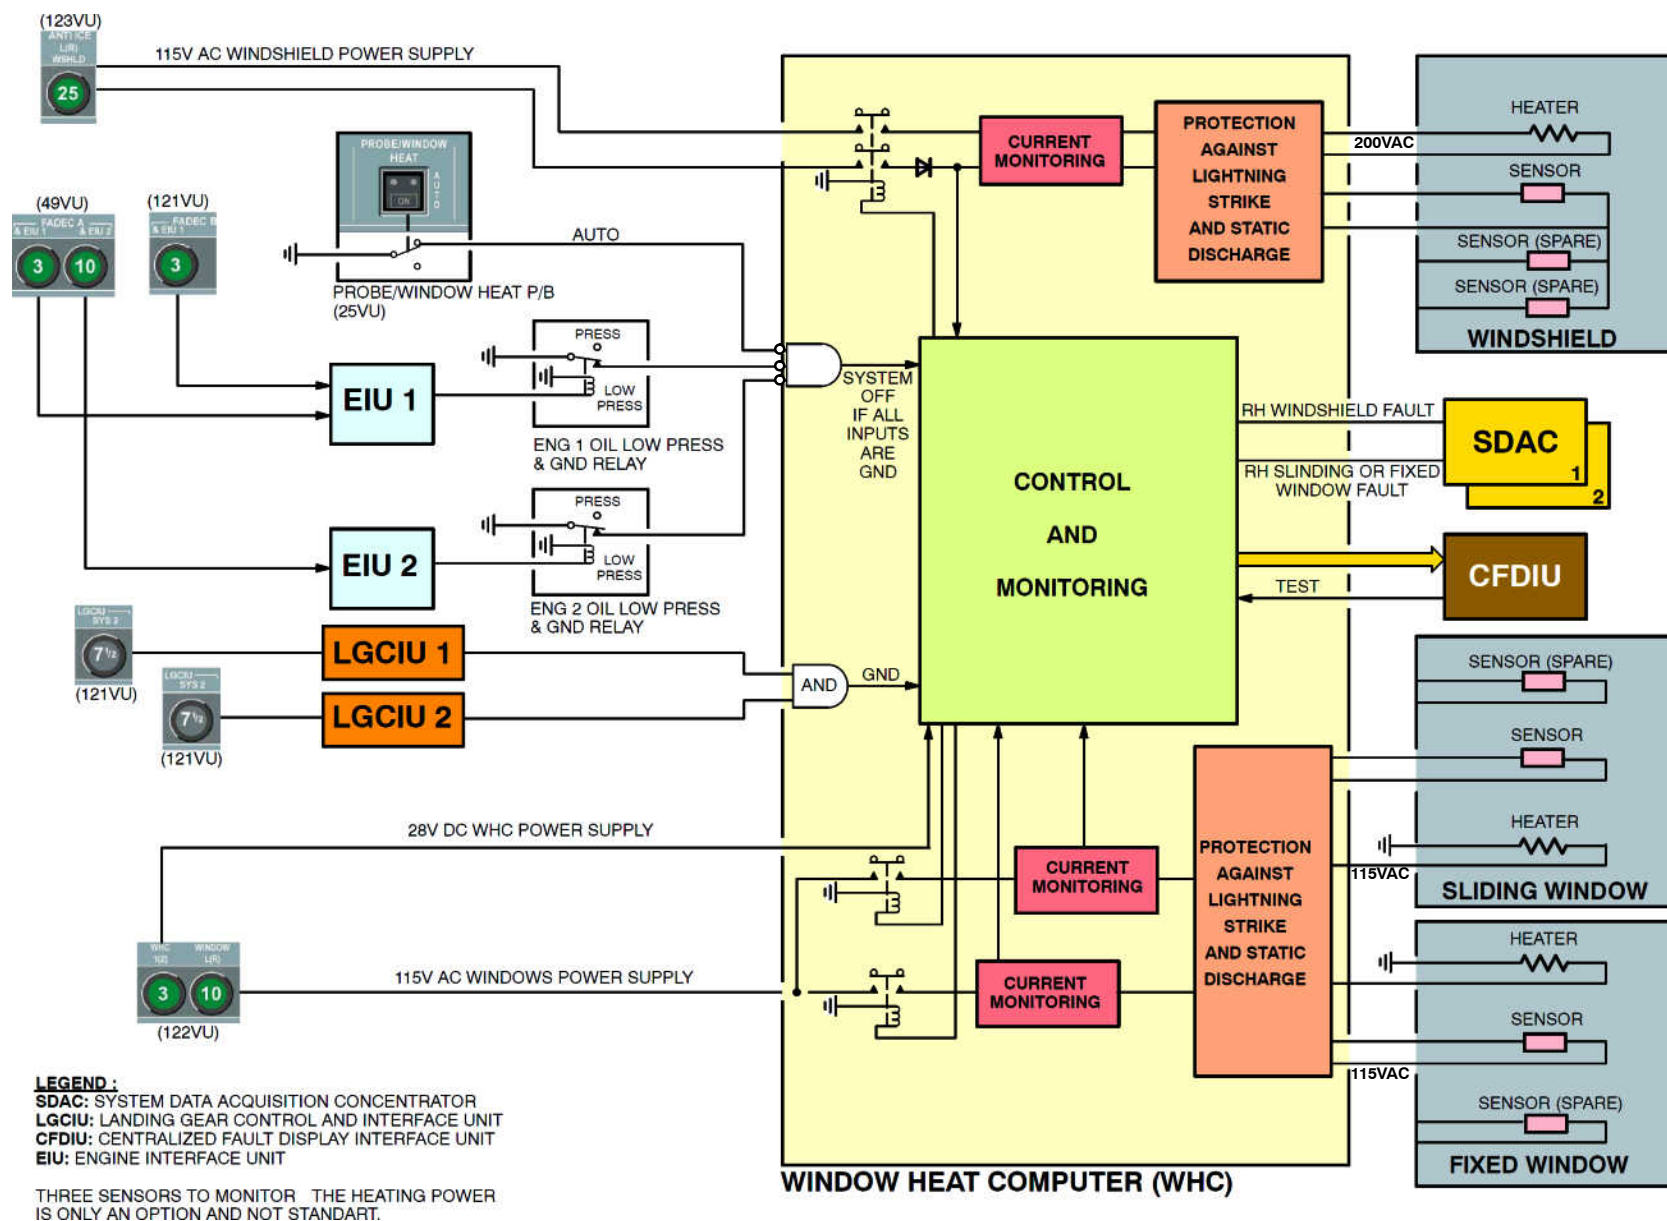 (123VU)
ANTI ICE
L(R)
WSHLD
25
115V AC WINDSHIELD POWER SUPPLY
PROBE/WINDOW
HEAT
AUTO
ON
AUTO
PROBE/WINDOW HEAT P/B
(25VU)
(49VU)
FADEC A
& EIU 1
& EIU 2
3
10
(121VU)
FADEC B
& EIU 1
3
EIU 1
PRESS
LOW
PRESS
ENG 1 OIL LOW PRESS
& GND RELAY
EIU 2
PRESS
LOW
PRESS
ENG 2 OIL LOW PRESS
& GND RELAY
LGCIU
SYS 2
7 1/2
(121VU)
LGCIU
SYS 2
7 1/2
(121VU)
LGCIU 1
LGCIU 2
28V DC WHC POWER SUPPLY
WHC
1(2)
WINDOW
L(R)
3
10
(122VU)
115V AC WINDOWS POWER SUPPLY
CURRENT
MONITORING
PROTECTION
AGAINST
LIGHTNING
STRIKE
AND STATIC
DISCHARGE
SYSTEM
OFF
IF ALL
INPUTS
ARE
GND
AND
GND
CONTROL
AND
MONITORING
CURRENT
MONITORING
CURRENT
MONITORING
PROTECTION
AGAINST
LIGHTNING
STRIKE
AND STATIC
DISCHARGE
WINDOW HEAT COMPUTER (WHC)
200VAC
HEATER
SENSOR
SENSOR (SPARE)
SENSOR (SPARE)
WINDSHIELD
RH WINDSHIELD FAULT
RH SLINDING OR FIXED
WINDOW FAULT
SDAC
1
2
CFDIU
TEST
SENSOR (SPARE)
SENSOR
HEATER
115VAC
SLIDING WINDOW
HEATER
SENSOR
115VAC
SENSOR (SPARE)
FIXED WINDOW
LEGEND :
SDAC: SYSTEM DATA ACQUISITION CONCENTRATOR
LGCIU: LANDING GEAR CONTROL AND INTERFACE UNIT
CFDIU: CENTRALIZED FAULT DISPLAY INTERFACE UNIT
EIU: ENGINE INTERFACE UNIT
THREE SENSORS TO MONITOR THE HEATING POWER
IS ONLY AN OPTION AND NOT STANDART.